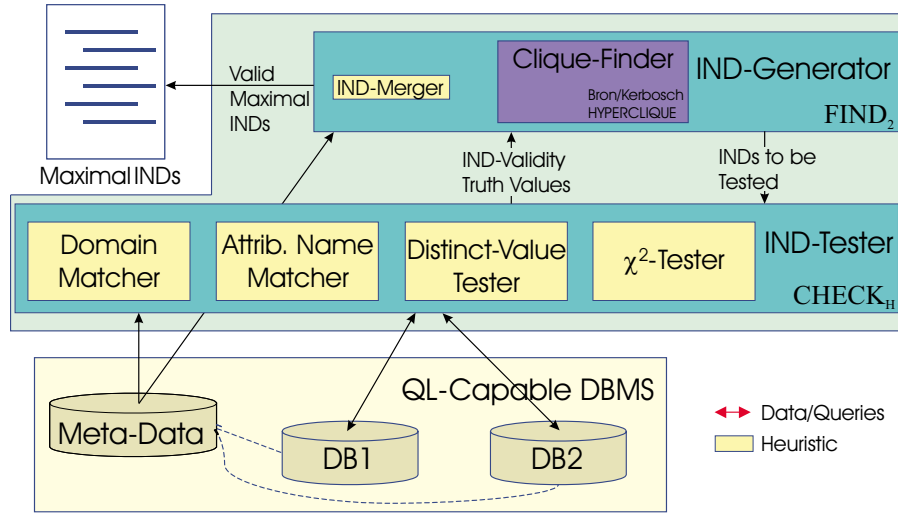 Clique-Finder
IND-Generator
Valid
Maximal
INDs
IND-Merger
Bron/Kerbosch
HYPERCLIQUE
FIND₂
Maximal INDs
IND-Validity
Truth Values
INDs to be
Tested
Domain
Matcher
Attrib. Name
Matcher
Distinct-Value
Tester
χ²-Tester
IND-Tester
CHECK_H
QL-Capable DBMS
Meta-Data
DB1
DB2
Data/Queries
Heuristic